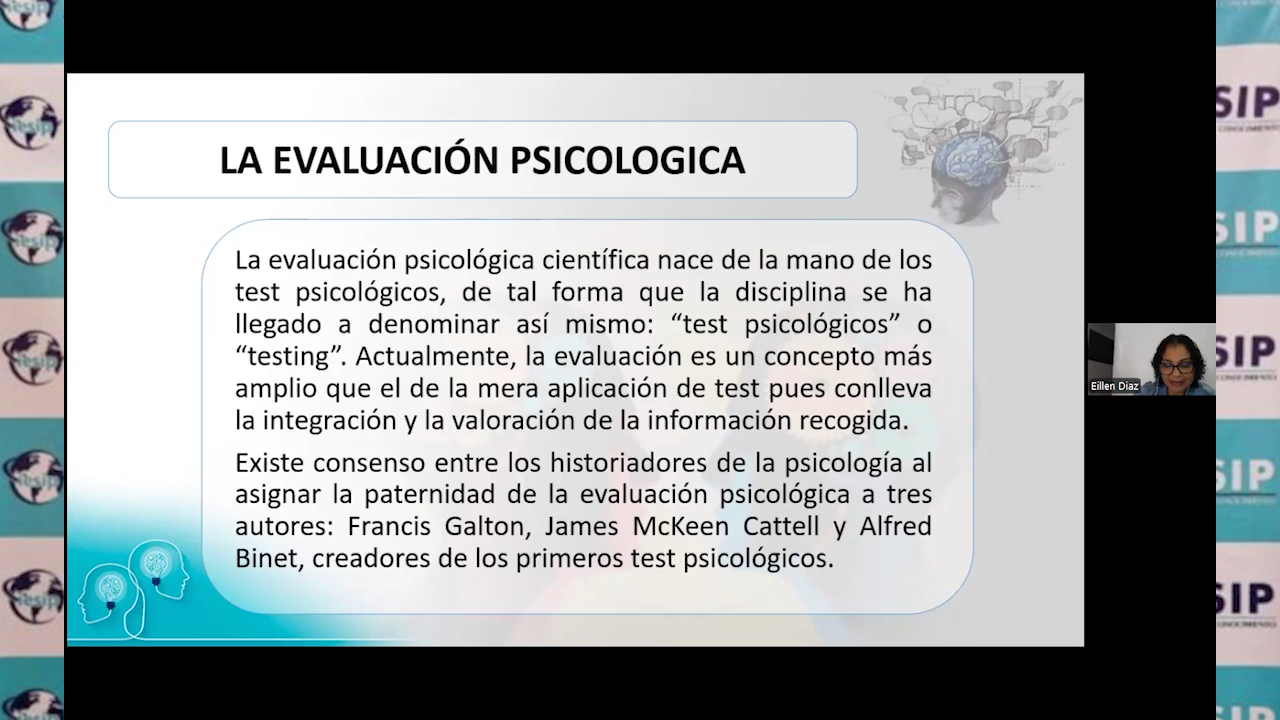 LA EVALUACIÓN PSICOLOGICA
La evaluación psicológica científica nace de la mano de los
test psicológicos, de tal forma que la disciplina se ha
llegado a denominar así mismo: “test psicológicos” o
“testing”. Actualmente, la evaluación es un concepto más
amplio que el de la mera aplicación de test pues conlleva
la integración y la valoración de la información recogida.
Existe consenso entre los historiadores de la psicología al
asignar la paternidad de la evaluación psicológica a tres
autores: Francis Galton, James McKeen Cattell y Alfred
Binet, creadores de los primeros test psicológicos.
Eillen Diaz
SIP
SIP
SIP
SIP
SIP